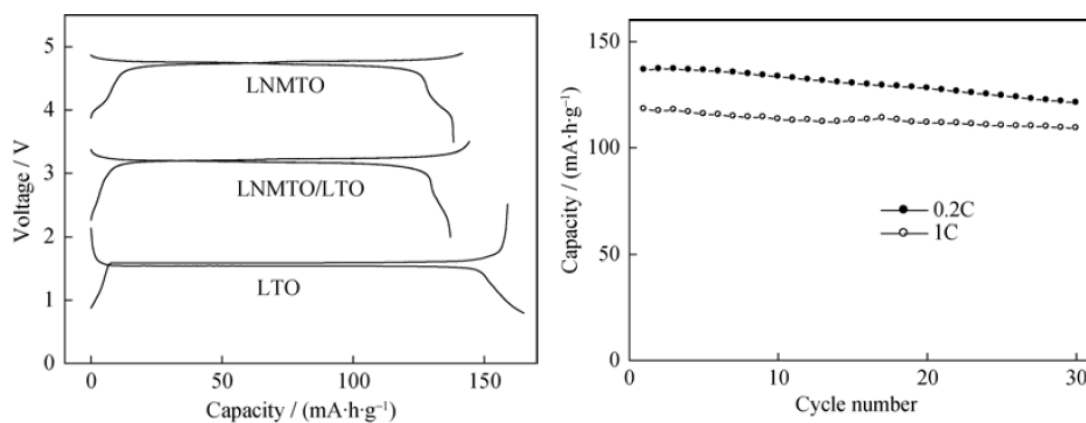 5
4
3
2
1
0
Voltage / V
LNMTO
LNMTO/LTO
LTO
0
50
100
150
Capacity / (mA·h·g⁻¹)
150
100
50
0
Capacity / (mA·h·g⁻¹)
0.2C
1C
0
10
20
30
Cycle number